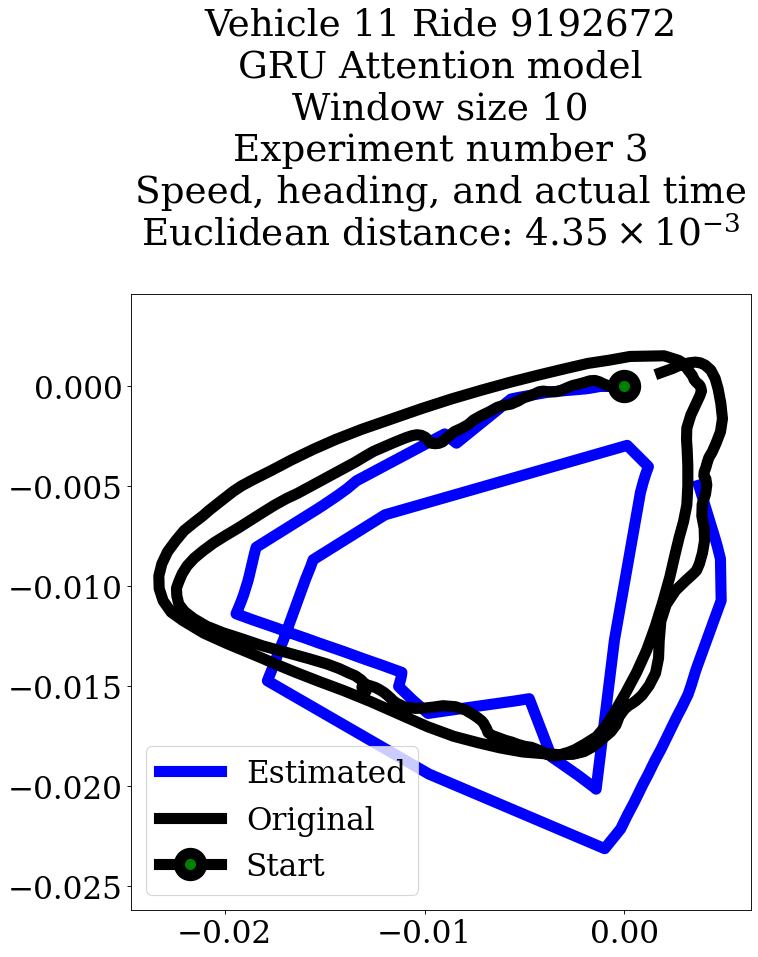 Vehicle 11 Ride 9192672
GRU Attention model
Window size 10
Experiment number 3
Speed, heading, and actual time
Euclidean distance: 4.35 × 10⁻³
0.000
−0.005
−0.010
−0.015
−0.020
−0.025
Estimated
Original
Start
−0.02
−0.01
0.00